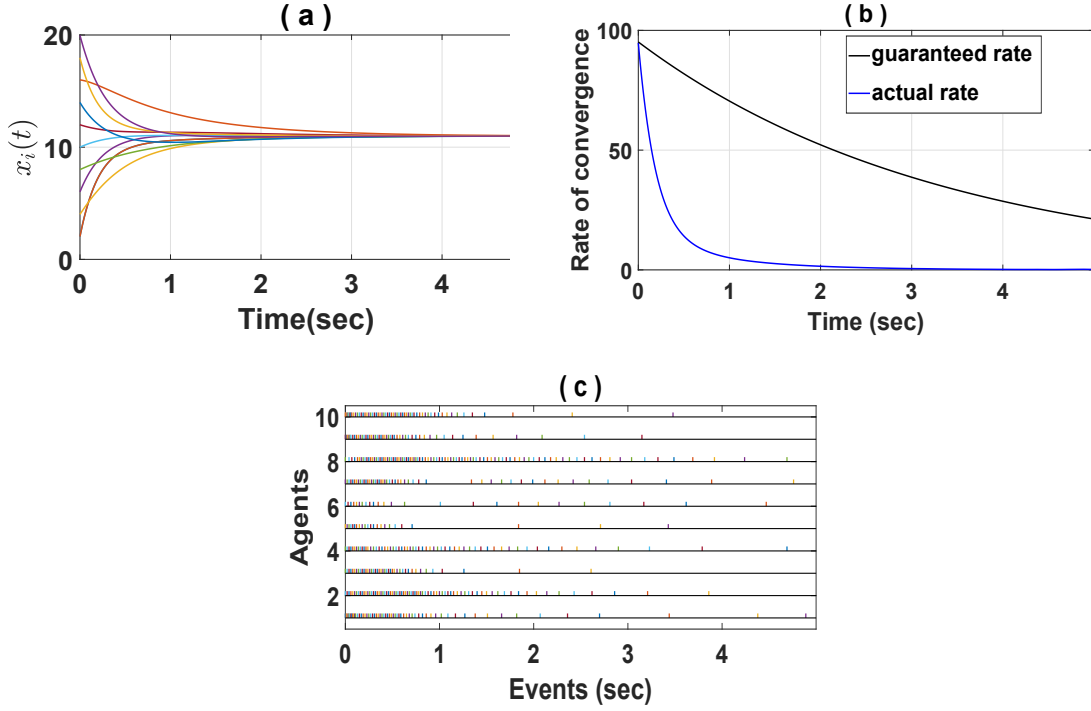 ( a )
20
10
0
x_i(t)
0 1 2 3 4
Time(sec)
( b )
100
50
0
Rate of convergence
guaranteed rate
actual rate
0 1 2 3 4
Time (sec)
( c )
10
8
6
4
2
Agents
0 1 2 3 4
Events (sec)